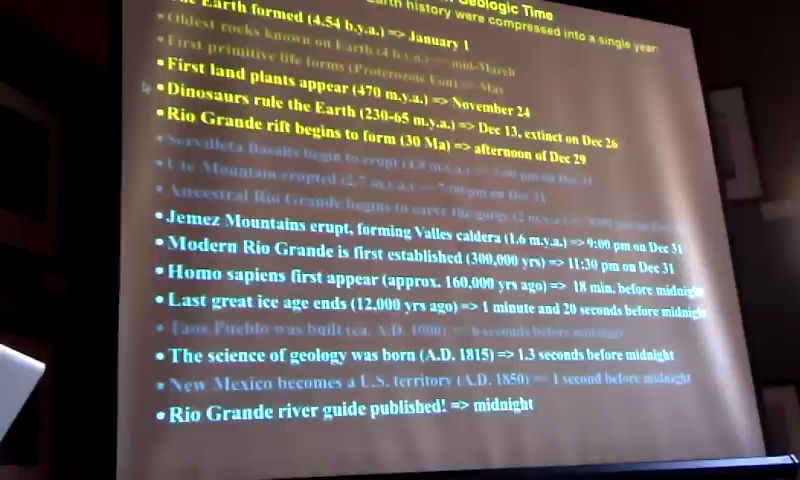 Geologic Time
Earth history were compressed into a single year:
Earth formed (4.54 b.y.a.) => January 1
• Oldest rocks known on Earth (4 b.y.a.) => mid-March
• First primitive life forms (Proterozoic Eon) => May
• First land plants appear (470 m.y.a.) => November 24
• Dinosaurs rule the Earth (230-65 m.y.a.) => Dec 13, extinct on Dec 26
• Rio Grande rift begins to form (30 Ma) => afternoon of Dec 29
• Servilleta Basalts begin to erupt (4.8 m.y.a.) => pm on Dec 31
• Ute Mountain erupted (2.7 m.y.a.) => 7:00 pm on Dec 31
• Ancestral Rio Grande begins to carve the gorge (2 m.y.a.) =>
• Jemez Mountains erupt, forming Valles caldera (1.6 m.y.a.) => 9:00 pm on Dec 31
• Modern Rio Grande is first established (300,000 yrs) => 11:30 pm on Dec 31
• Homo sapiens first appear (approx. 160,000 yrs ago) => 18 min. before midnight
• Last great ice age ends (12,000 yrs ago) => 1 minute and 20 seconds before midnight
• Taos Pueblo was built (ca. A.D. 1000) => 6 seconds before midnight
• The science of geology was born (A.D. 1815) => 1.3 seconds before midnight
• New Mexico becomes a U.S. territory (A.D. 1850) => 1 second before midnight
• Rio Grande river guide published! => midnight